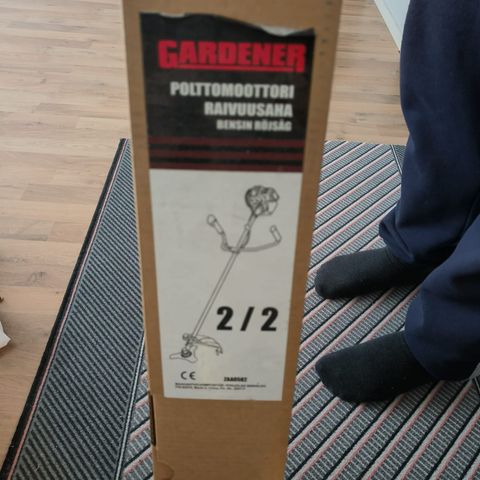 GARDENER
POLTTOMOOTTORI
RAIVUUSAHA
BENSIN RÖJSÅG
2 / 2
CE